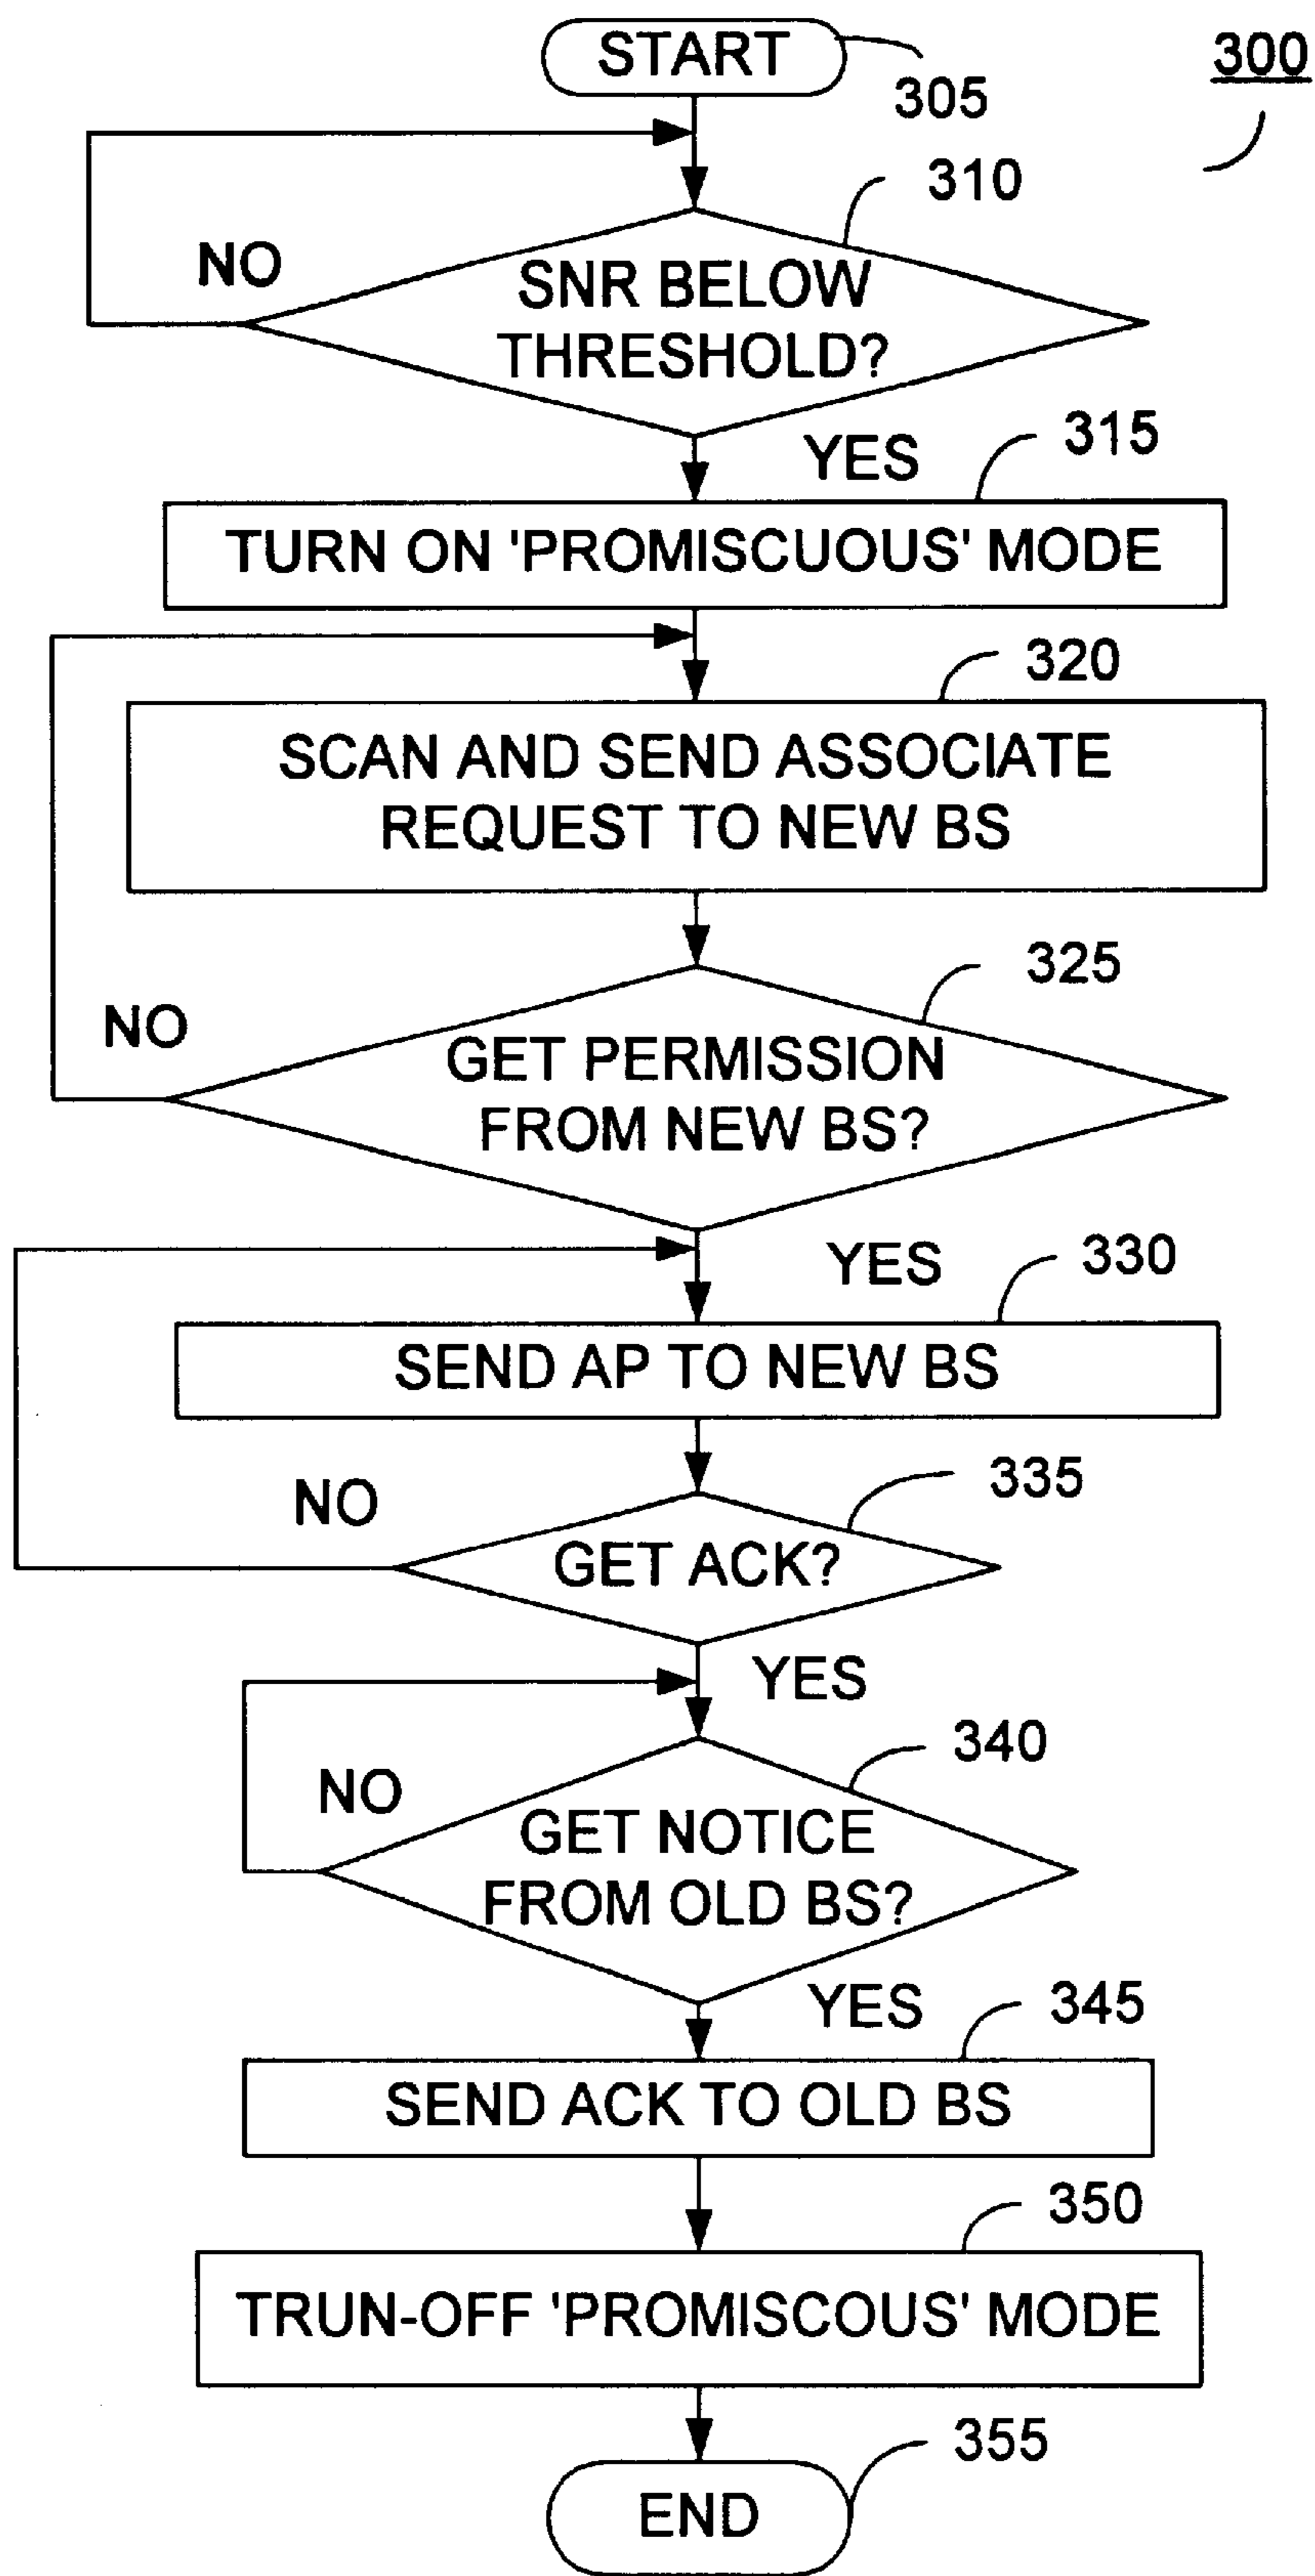 START
305
300
310
NO
SNR BELOW
THRESHOLD?
YES
315
TURN ON 'PROMISCUOUS' MODE
320
SCAN AND SEND ASSOCIATE
REQUEST TO NEW BS
325
NO
GET PERMISSION
FROM NEW BS?
YES
330
SEND AP TO NEW BS
335
NO
GET ACK?
YES
340
NO
GET NOTICE
FROM OLD BS?
YES
345
SEND ACK TO OLD BS
350
TRUN-OFF 'PROMISCOUS' MODE
355
END